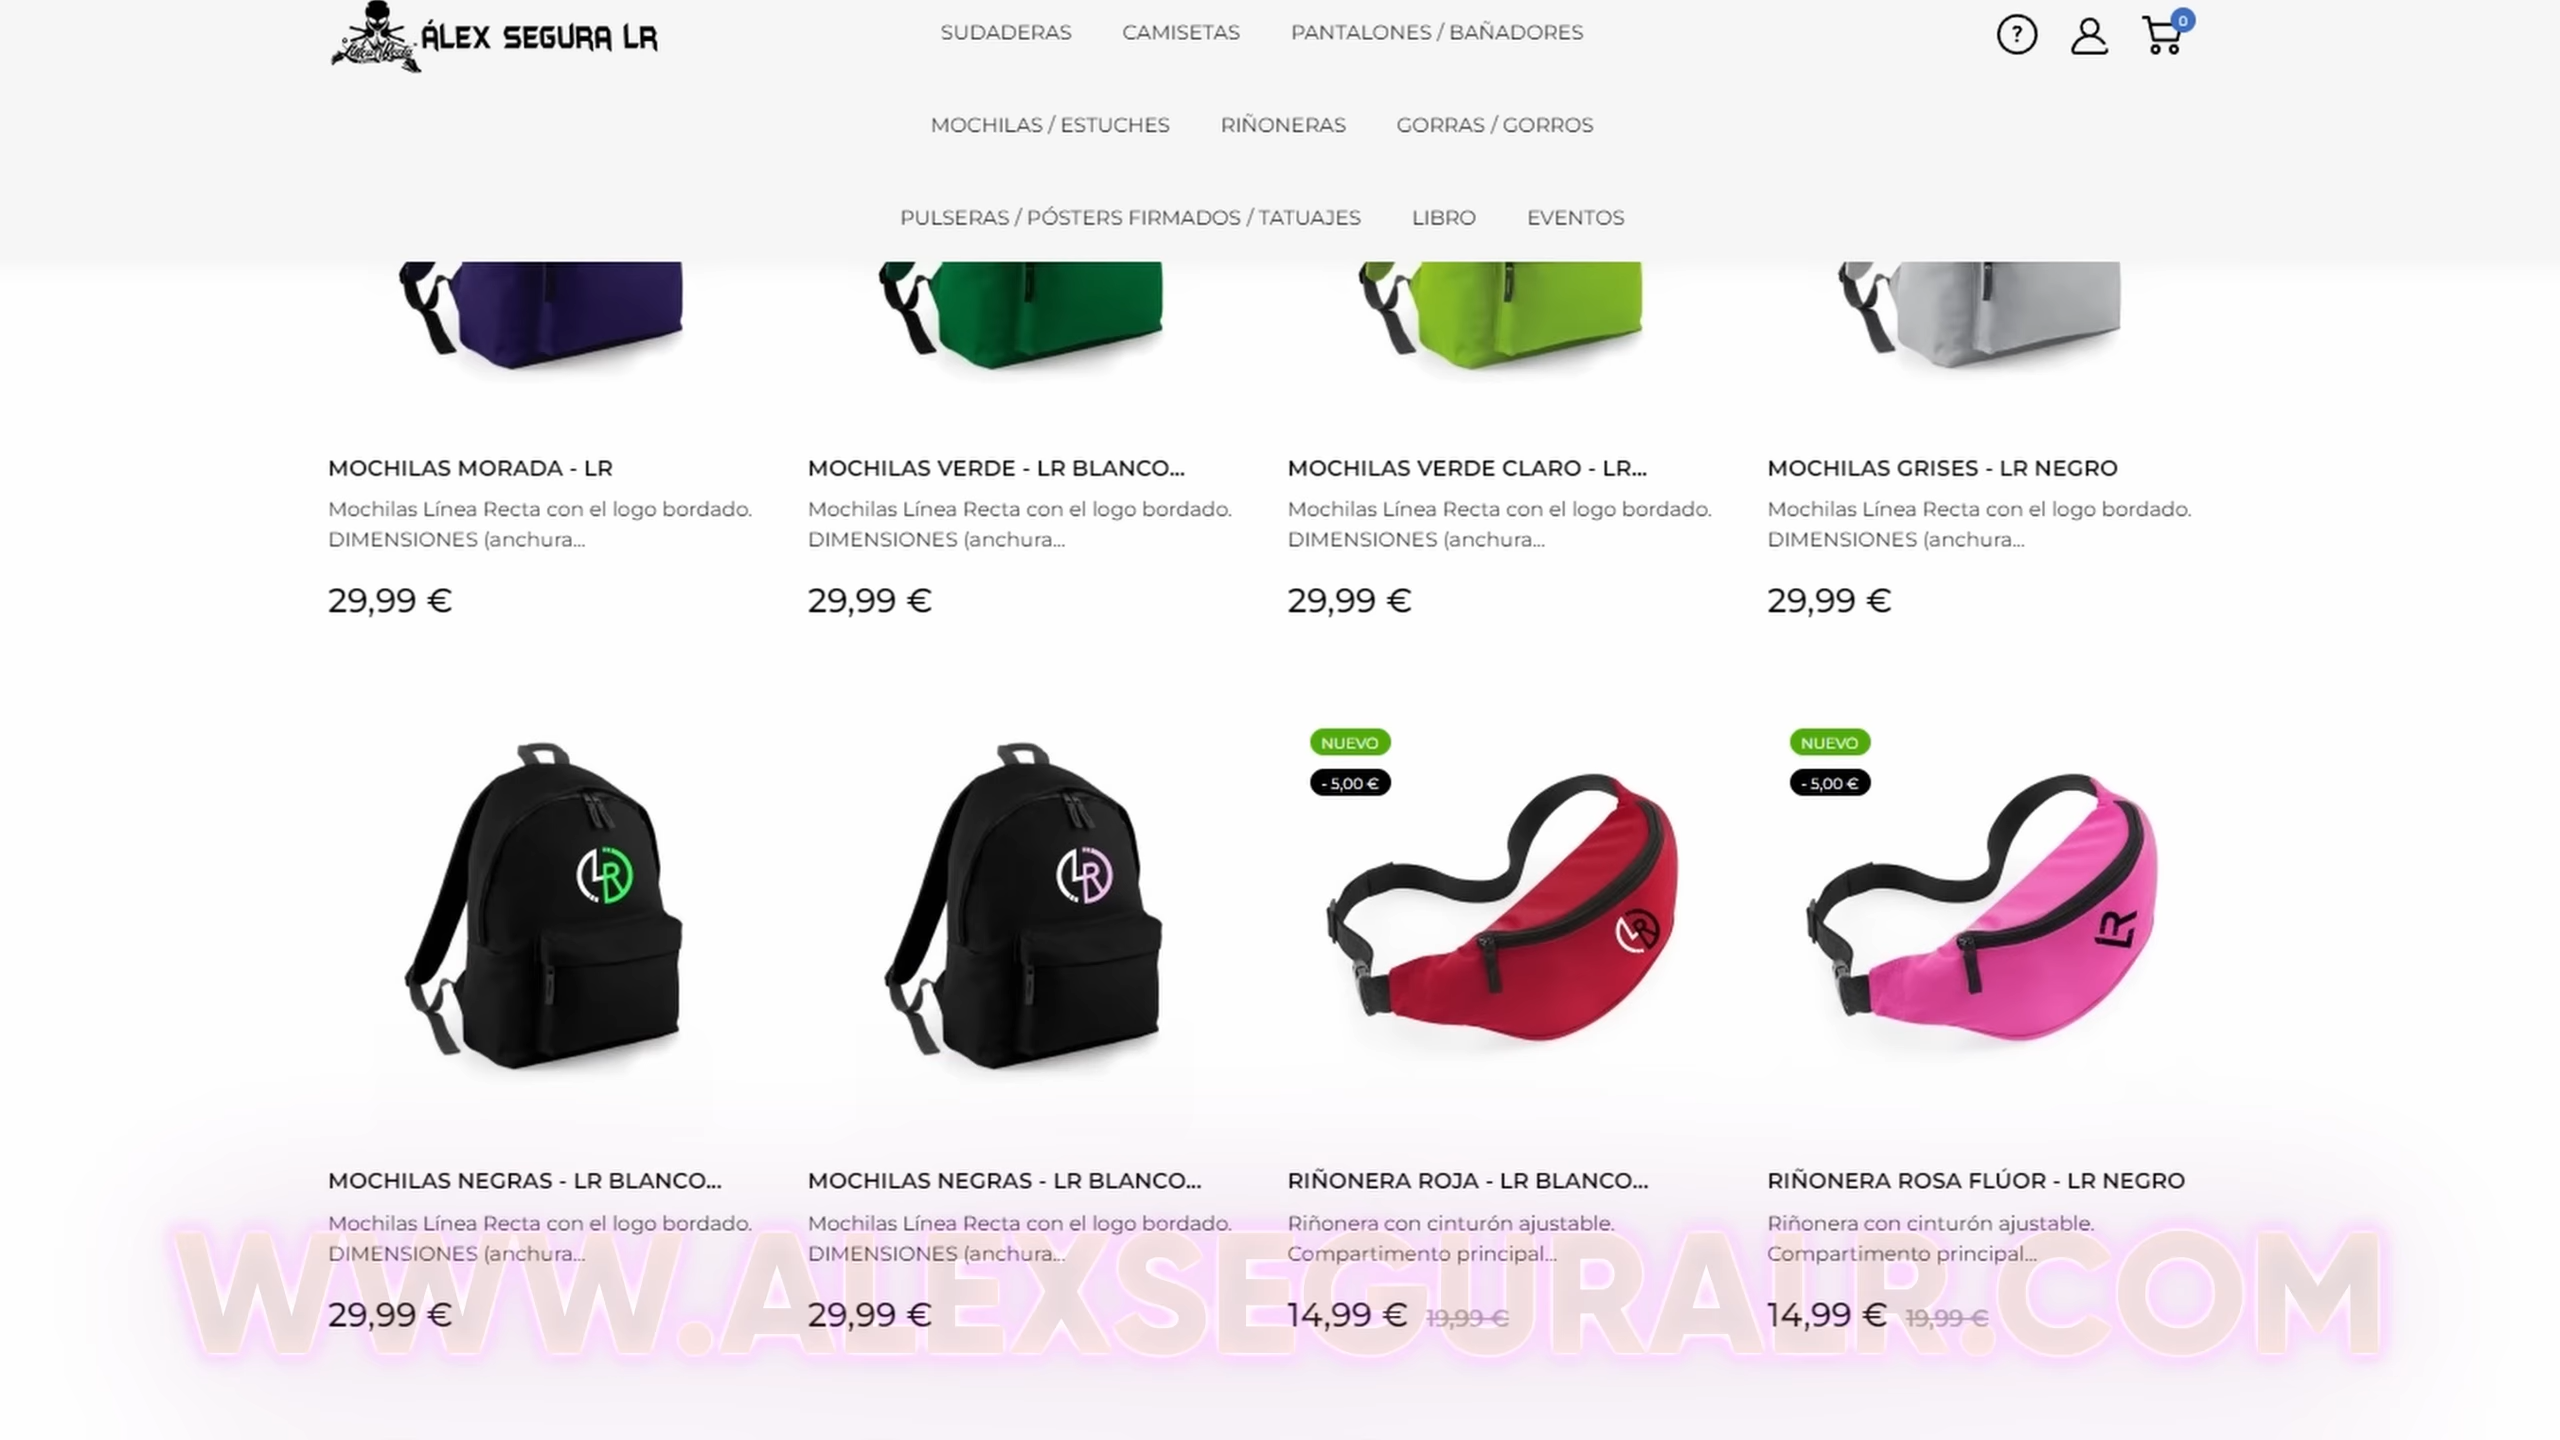 Línea Recta
ÁLEX SEGURA LR
SUDADERAS CAMISETAS PANTALONES / BAÑADORES
? 0
MOCHILAS / ESTUCHES RIÑONERAS GORRAS / GORROS
PULSERAS / PÓSTERS FIRMADOS / TATUAJES LIBRO EVENTOS
MOCHILAS MORADA - LR
Mochilas Línea Recta con el logo bordado.
DIMENSIONES (anchura...
29,99 €
MOCHILAS VERDE - LR BLANCO...
Mochilas Línea Recta con el logo bordado.
DIMENSIONES (anchura...
29,99 €
MOCHILAS VERDE CLARO - LR...
Mochilas Línea Recta con el logo bordado.
DIMENSIONES (anchura...
29,99 €
MOCHILAS GRISES - LR NEGRO
Mochilas Línea Recta con el logo bordado.
DIMENSIONES (anchura...
29,99 €
LR
MOCHILAS NEGRAS - LR BLANCO...
Mochilas Línea Recta con el logo bordado.
DIMENSIONES (anchura...
29,99 €
LR
MOCHILAS NEGRAS - LR BLANCO...
Mochilas Línea Recta con el logo bordado.
DIMENSIONES (anchura...
29,99 €
NUEVO
- 5,00 €
LR
RIÑONERA ROJA - LR BLANCO...
Riñonera con cinturón ajustable.
Compartimento principal...
14,99 € 19,99 €
NUEVO
- 5,00 €
LR
RIÑONERA ROSA FLÚOR - LR NEGRO
Riñonera con cinturón ajustable.
Compartimento principal...
14,99 € 19,99 €
WWW.ALEXSEGURALR.COM